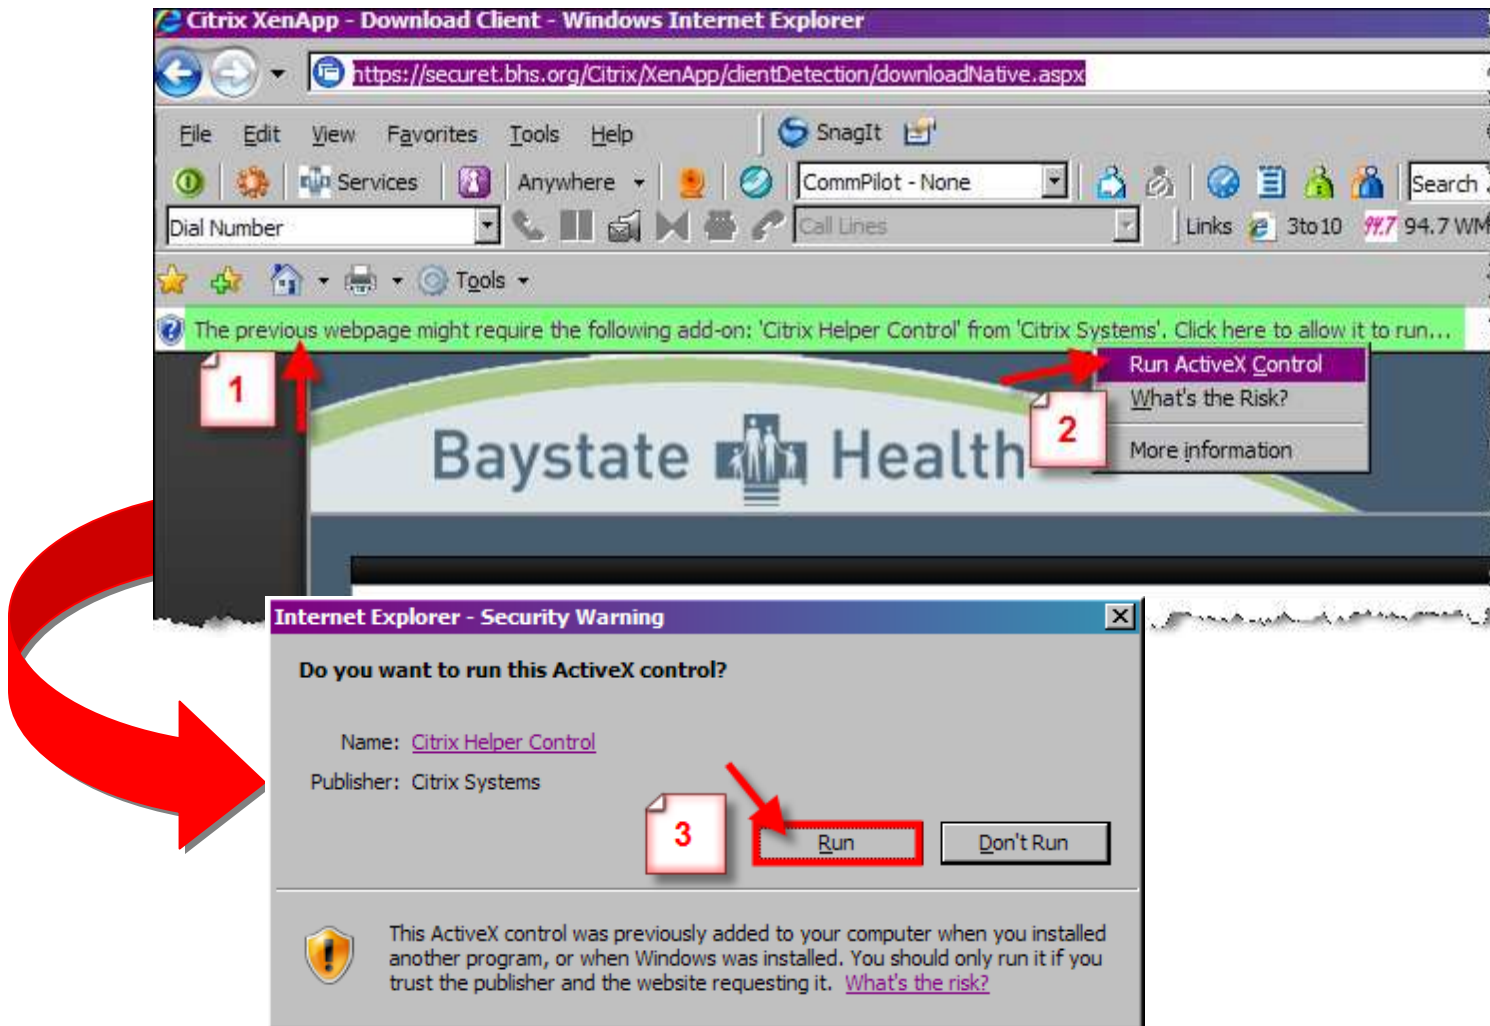 Citrix XenApp - Download Client - Windows Internet Explorer
https://securet.bhs.org/Citrix/XenApp/clientDetection/downloadNative.aspx
File Edit View Favorites Tools Help SnagIt
Services Anywhere CommPilot - None Search
Dial Number Call Lines Links 3to10 94.7 94.7 WM
Tools
The previous webpage might require the following add-on: 'Citrix Helper Control' from 'Citrix Systems'. Click here to allow it to run...
1
Run ActiveX Control
What's the Risk?
2
More information
Baystate Health
Internet Explorer - Security Warning
Do you want to run this ActiveX control?
Name: Citrix Helper Control
Publisher: Citrix Systems
3
Run Don't Run
This ActiveX control was previously added to your computer when you installed
another program, or when Windows was installed. You should only run it if you
trust the publisher and the website requesting it. What's the risk?